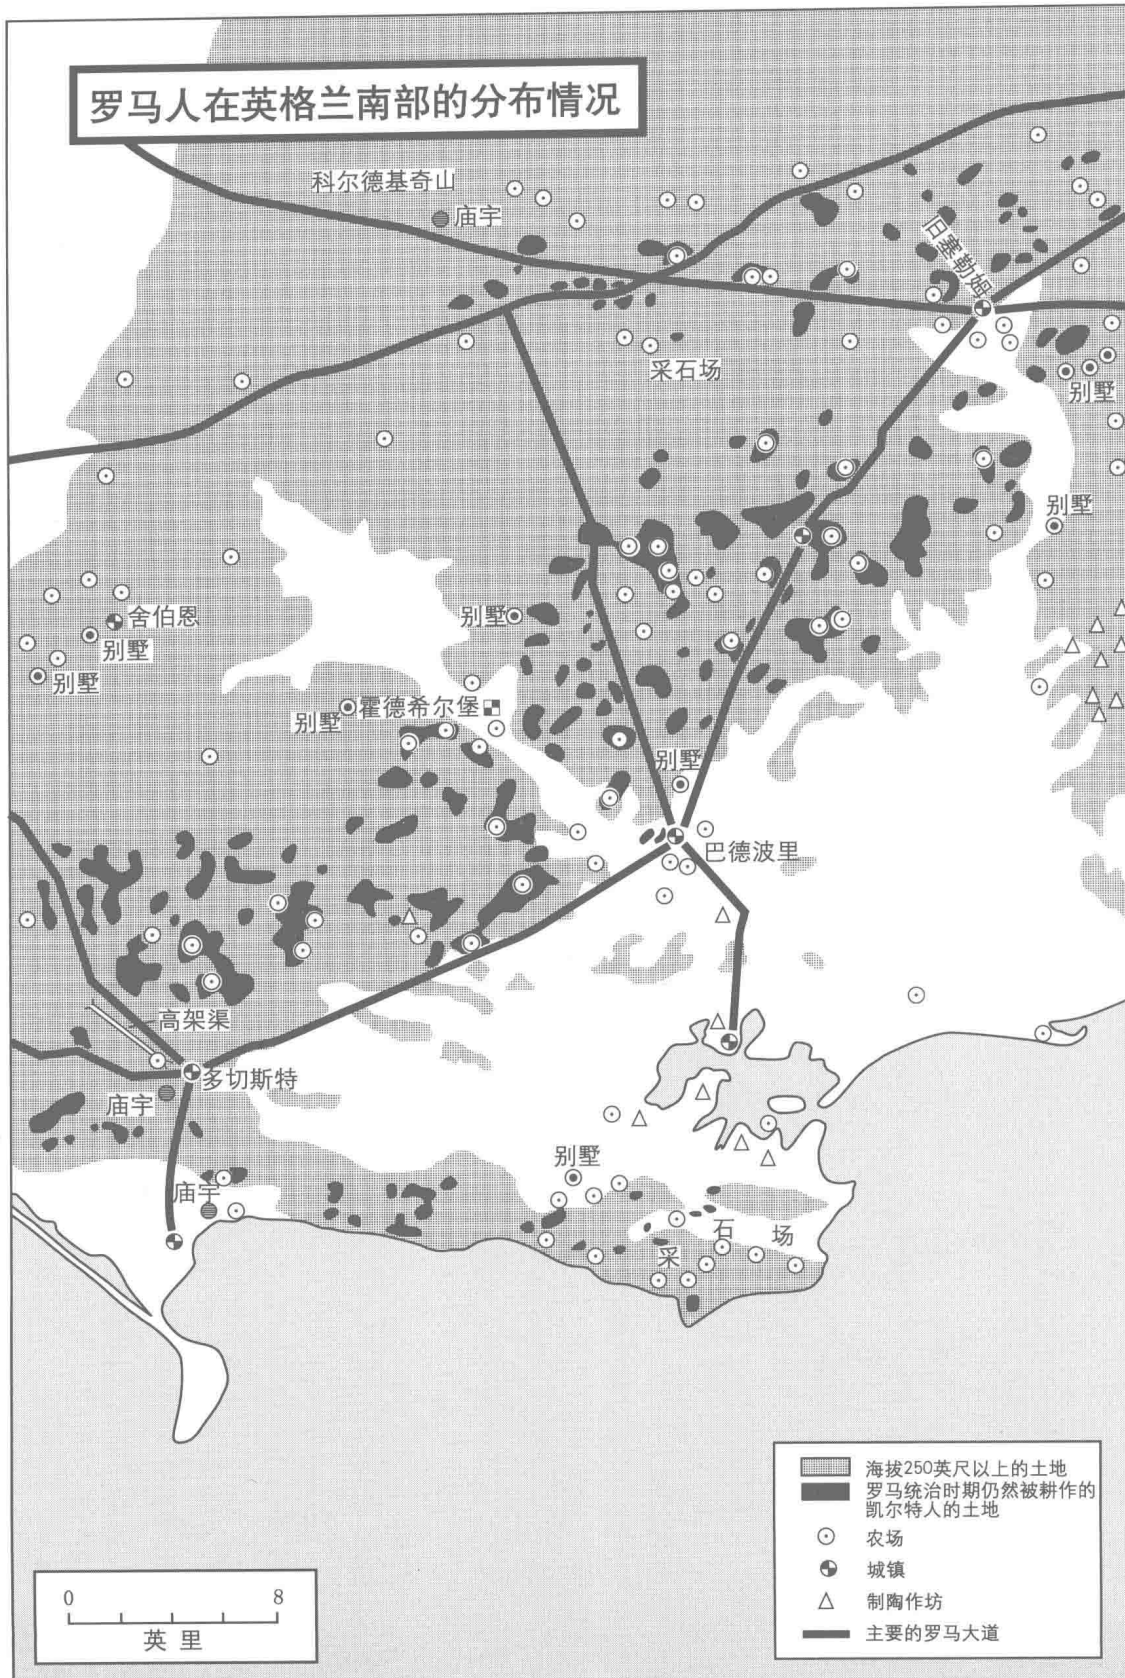 罗马人在英格兰南部的分布情况
科尔德基奇山
庙宇
旧塞勒姆
采石场
别墅
别墅
舍伯恩
别墅
别墅
别墅
别墅
霍德希尔堡
别墅
巴德波里
高架渠
多切斯特
庙宇
庙宇
别墅
采石场
海拔250英尺以上的土地
罗马统治时期仍然被耕作的
凯尔特人的土地
农场
城镇
制陶作坊
主要的罗马大道
0 8
英里